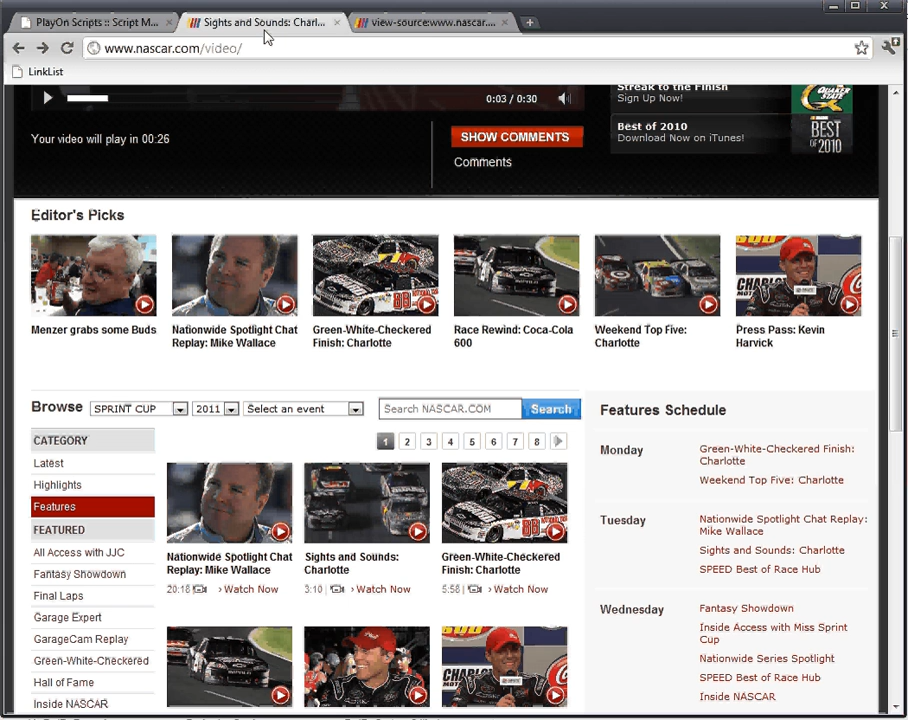 PlayOn Scripts :: Script M...
Sights and Sounds: Charl...
view-source:www.nascar....
www.nascar.com/video/
LinkList
0:03 / 0:30
Your video will play in 00:26
SHOW COMMENTS
Comments
Streak to the Finish
Sign Up Now!
QUAKER STATE
Best of 2010
Download Now on iTunes!
BEST
OF 2010
Editor's Picks
Menzer grabs some Buds
Nationwide Spotlight Chat
Replay: Mike Wallace
Green-White-Checkered
Finish: Charlotte
Race Rewind: Coca-Cola
600
Weekend Top Five:
Charlotte
Press Pass: Kevin
Harvick
Browse
SPRINT CUP
2011
Select an event
Search NASCAR.COM
Search
1 2 3 4 5 6 7 8
CATEGORY
Latest
Highlights
Features
FEATURED
All Access with JJC
Fantasy Showdown
Final Laps
Garage Expert
GarageCam Replay
Green-White-Checkered
Hall of Fame
Inside NASCAR
Nationwide Spotlight Chat
Replay: Mike Wallace
20:18 | › Watch Now
Sights and Sounds:
Charlotte
3:10 | › Watch Now
Green-White-Checkered
Finish: Charlotte
5:58 | › Watch Now
Features Schedule
Monday
Green-White-Checkered Finish:
Charlotte
Weekend Top Five: Charlotte
Tuesday
Nationwide Spotlight Chat Replay:
Mike Wallace
Sights and Sounds: Charlotte
SPEED Best of Race Hub
Wednesday
Fantasy Showdown
Inside Access with Miss Sprint
Cup
Nationwide Series Spotlight
SPEED Best of Race Hub
Inside NASCAR